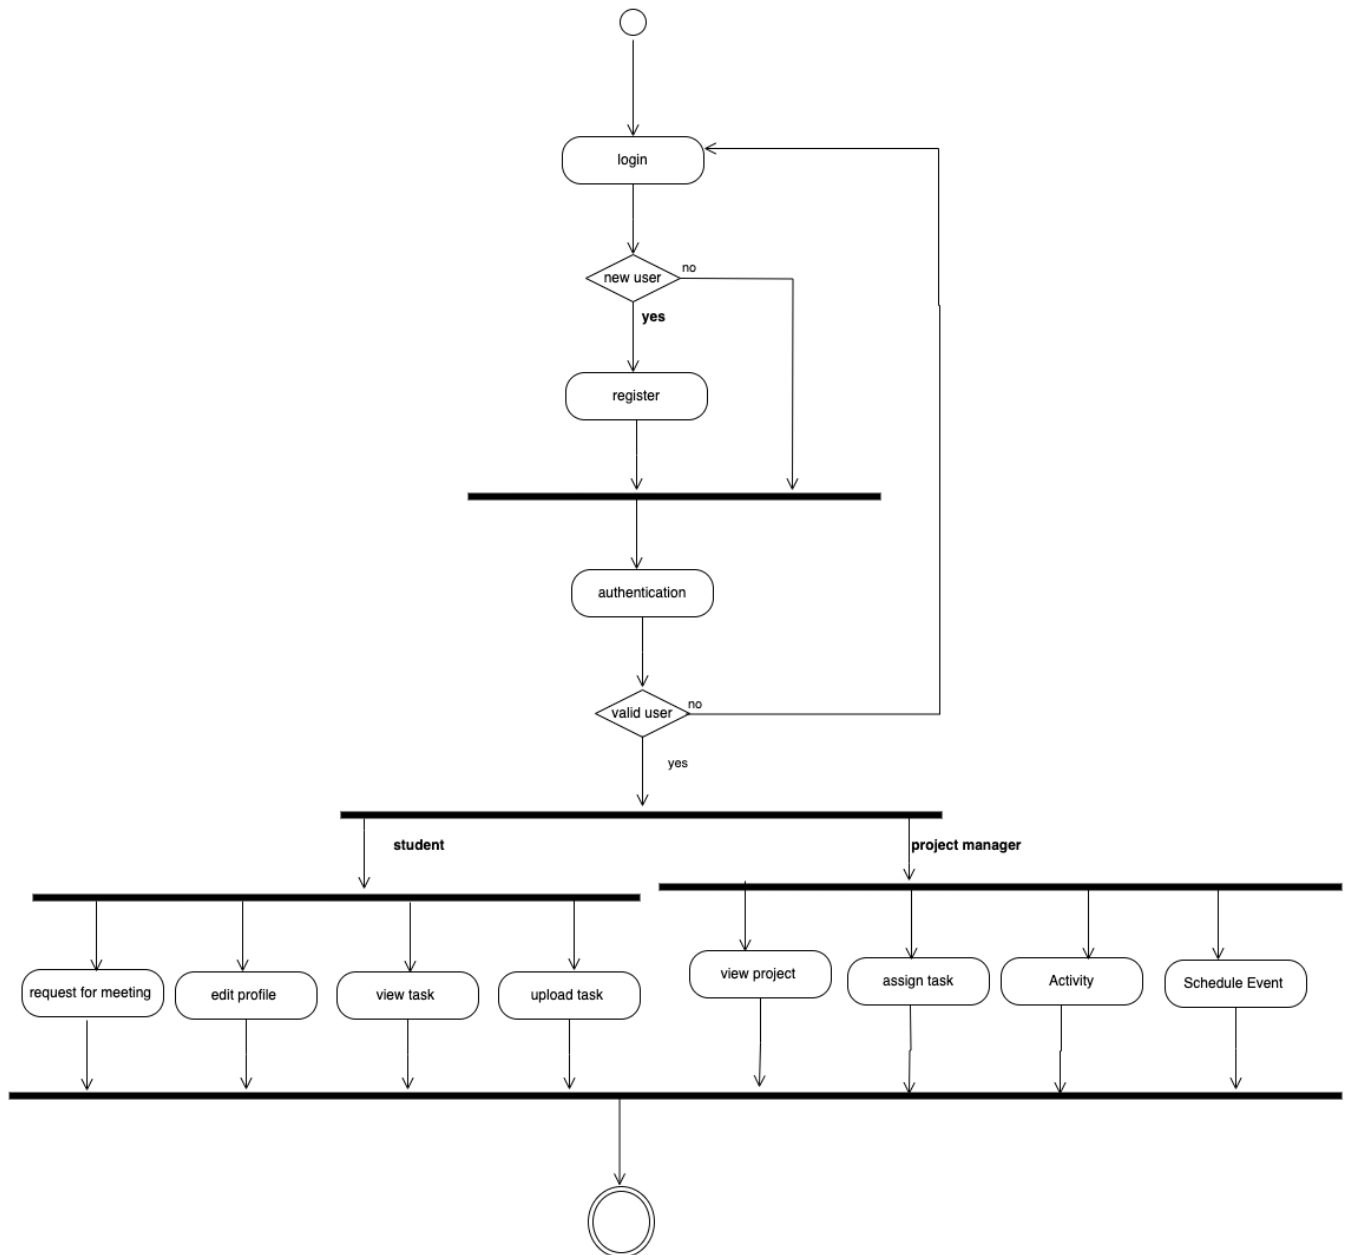 login
new user
no
yes
register
authentication
valid user
no
yes
student
project manager
request for meeting
edit profile
view task
upload task
view project
assign task
Activity
Schedule Event